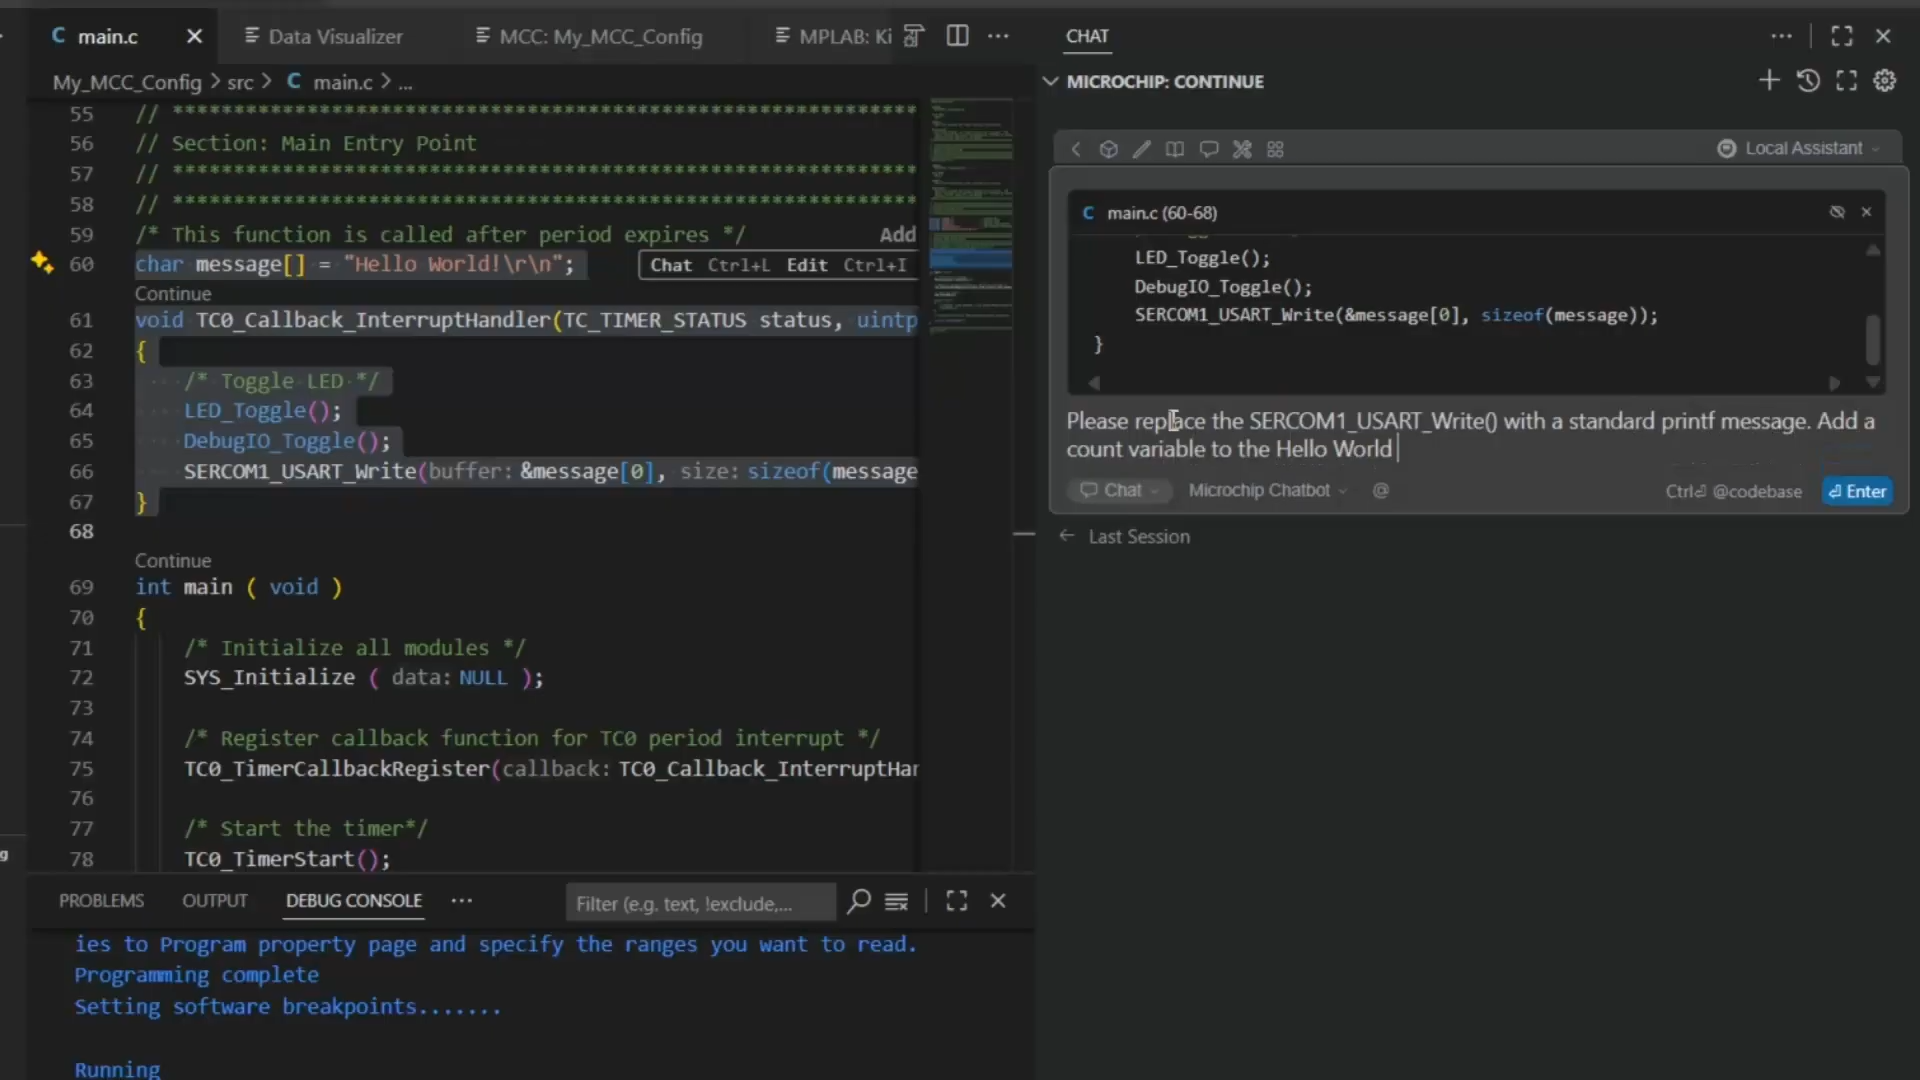 main.c
Data Visualizer
MCC: My_MCC_Config
MPLAB: Ki
My_MCC_Config > src > C main.c > ...
55 // *************************************************************
56 // Section: Main Entry Point
57 // *************************************************************
58 // *************************************************************
59 /* This function is called after period expires */ Add
60 char message[] = "Hello World!\r\n"; Chat Ctrl+L Edit Ctrl+I
Continue
61 void TC0_Callback_InterruptHandler(TC_TIMER_STATUS status, uintp
62 {
63 /* Toggle LED */
64 LED_Toggle();
65 DebugIO_Toggle();
66 SERCOM1_USART_Write(buffer: &message[0], size: sizeof(message
67 }
68
Continue
69 int main ( void )
70 {
71 /* Initialize all modules */
72 SYS_Initialize ( data: NULL );
73
74 /* Register callback function for TC0 period interrupt */
75 TC0_TimerCallbackRegister(callback: TC0_Callback_InterruptHan
76
77 /* Start the timer*/
78 TC0_TimerStart();
PROBLEMS OUTPUT DEBUG CONSOLE ... Filter (e.g. text, !exclude,...
ies to Program property page and specify the ranges you want to read.
Programming complete
Setting software breakpoints.......
Running
CHAT
MICROCHIP: CONTINUE
Local Assistant
C main.c (60-68)
LED_Toggle();
DebugIO_Toggle();
SERCOM1_USART_Write(&message[0], sizeof(message));
}
Please replace the SERCOM1_USART_Write() with a standard printf message. Add a
count variable to the Hello World
Chat Microchip Chatbot @ Ctrl⏎ @codebase ⏎ Enter
← Last Session